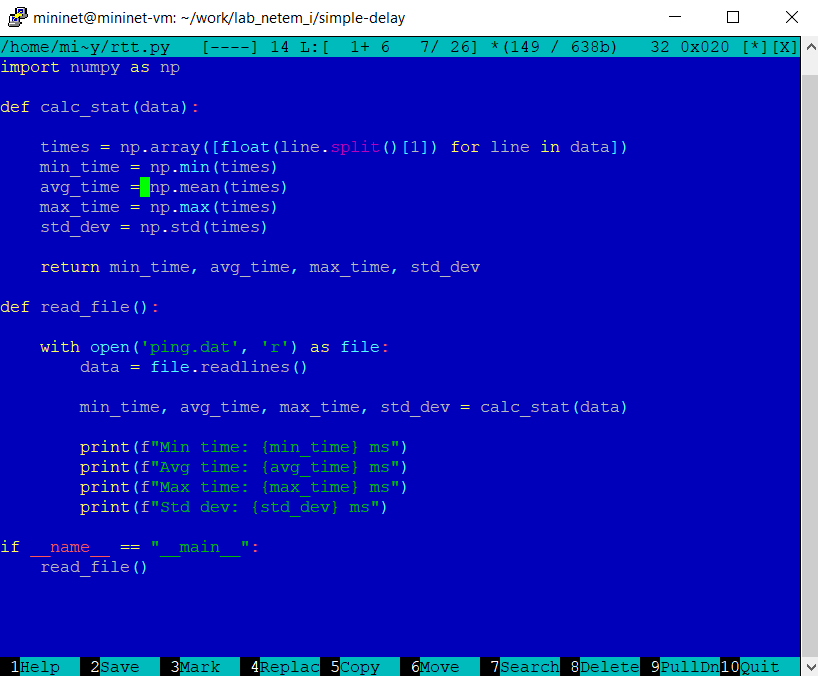 mininet@mininet-vm: ~/work/lab_netem_i/simple-delay
/home/mi~y/rtt.py   [----] 14 L:[  1+ 6   7/ 26] *(149 / 638b)   32 0x020 [*][X]
import numpy as np
def calc_stat(data):
    times = np.array([float(line.split()[1]) for line in data])
    min_time = np.min(times)
    avg_time = np.mean(times)
    max_time = np.max(times)
    std_dev = np.std(times)
    return min_time, avg_time, max_time, std_dev
def read_file():
    with open('ping.dat', 'r') as file:
        data = file.readlines()
        min_time, avg_time, max_time, std_dev = calc_stat(data)
        print(f"Min time: {min_time} ms")
        print(f"Avg time: {avg_time} ms")
        print(f"Max time: {max_time} ms")
        print(f"Std dev: {std_dev} ms")
if __name__ == "__main__":
    read_file()
1Help 2Save 3Mark 4Replac 5Copy 6Move 7Search 8Delete 9PullDn 10Quit